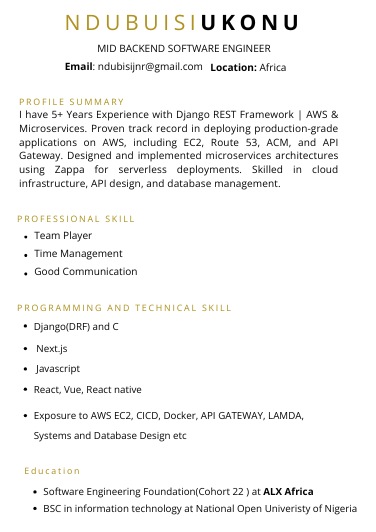 NDUBUISIUKONU
MID BACKEND SOFTWARE ENGINEER
Email: ndubisijnr@gmail.com Location: Africa
PROFILE SUMMARY
I have 5+ Years Experience with Django REST Framework | AWS &
Microservices. Proven track record in deploying production-grade
applications on AWS, including EC2, Route 53, ACM, and API
Gateway. Designed and implemented microservices architectures
using Zappa for serverless deployments. Skilled in cloud
infrastructure, API design, and database management.
PROFESSIONAL SKILL
• Team Player
• Time Management
• Good Communication
PROGRAMMING AND TECHNICAL SKILL
• Django(DRF) and C
• Next.js
• Javascript
• React, Vue, React native
• Exposure to AWS EC2, CICD, Docker, API GATEWAY, LAMDA,
Systems and Database Design etc
Education
• Software Engineering Foundation(Cohort 22 ) at ALX Africa
• BSC in information technology at National Open Univeristy of Nigeria